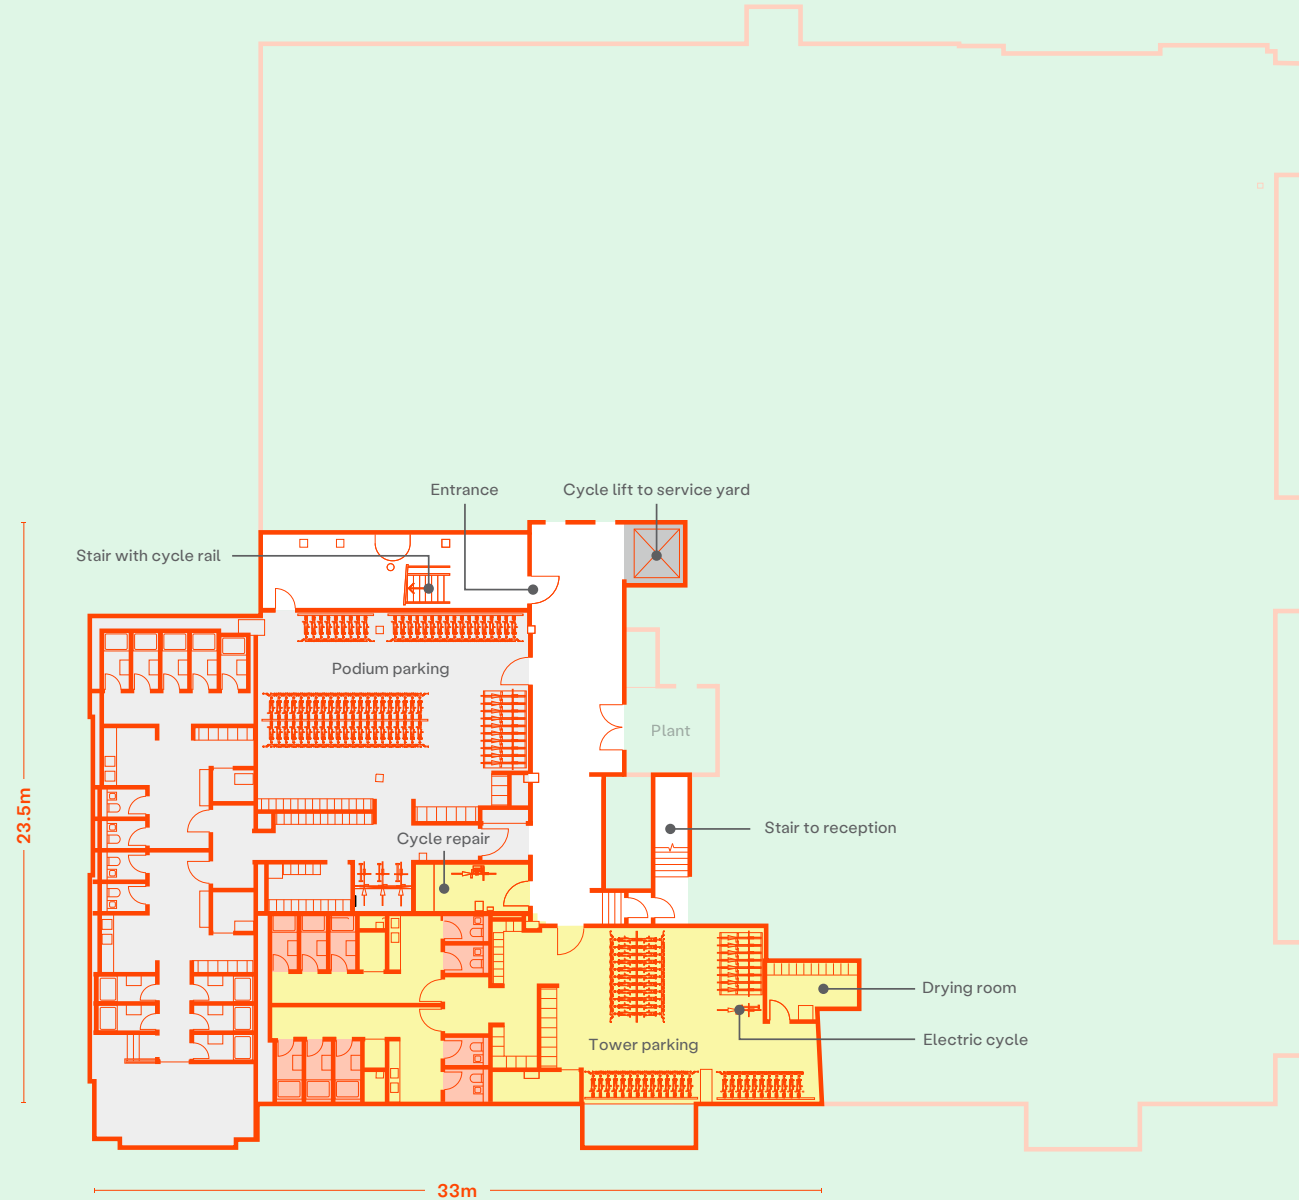 Entrance
Cycle lift to service yard
Stair with cycle rail
Podium parking
Plant
23.5m
Cycle repair
Stair to reception
Drying room
Electric cycle
Tower parking
33m